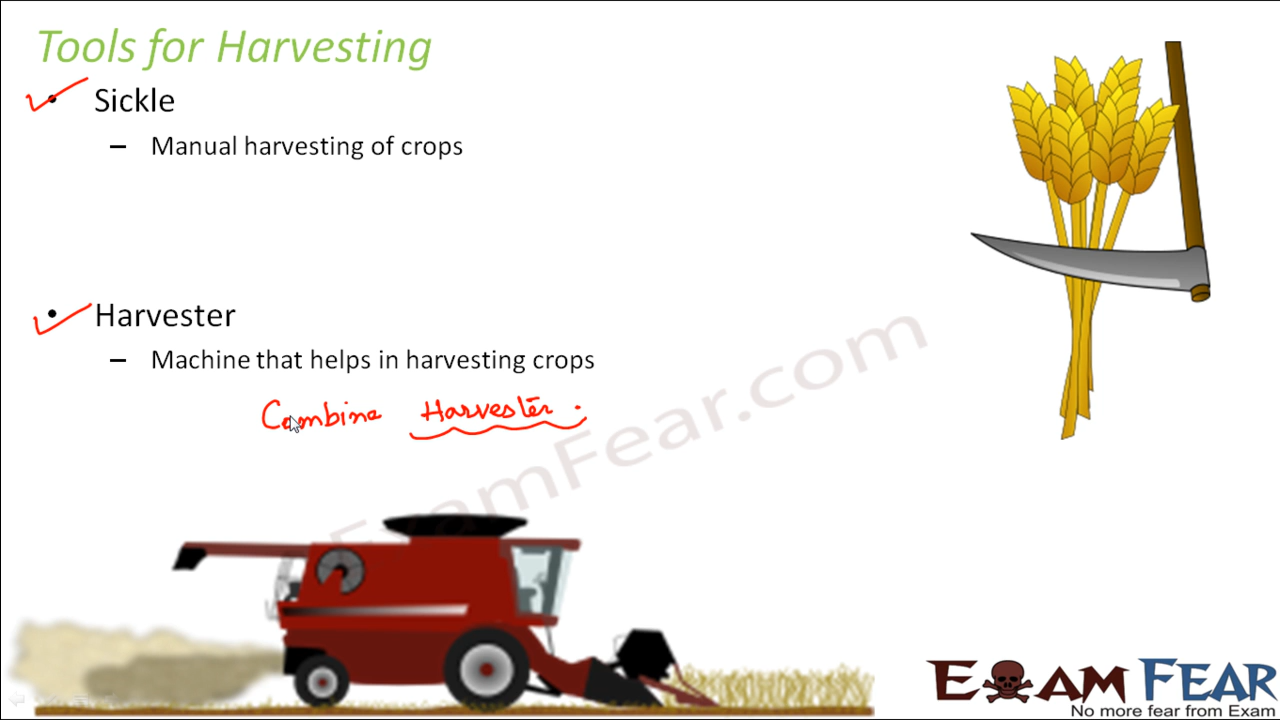 Tools for Harvesting
• Sickle
– Manual harvesting of crops
• Harvester
– Machine that helps in harvesting crops
Combine Harvester.
ExamFear.com
EXAM FEAR
No more fear from Exam